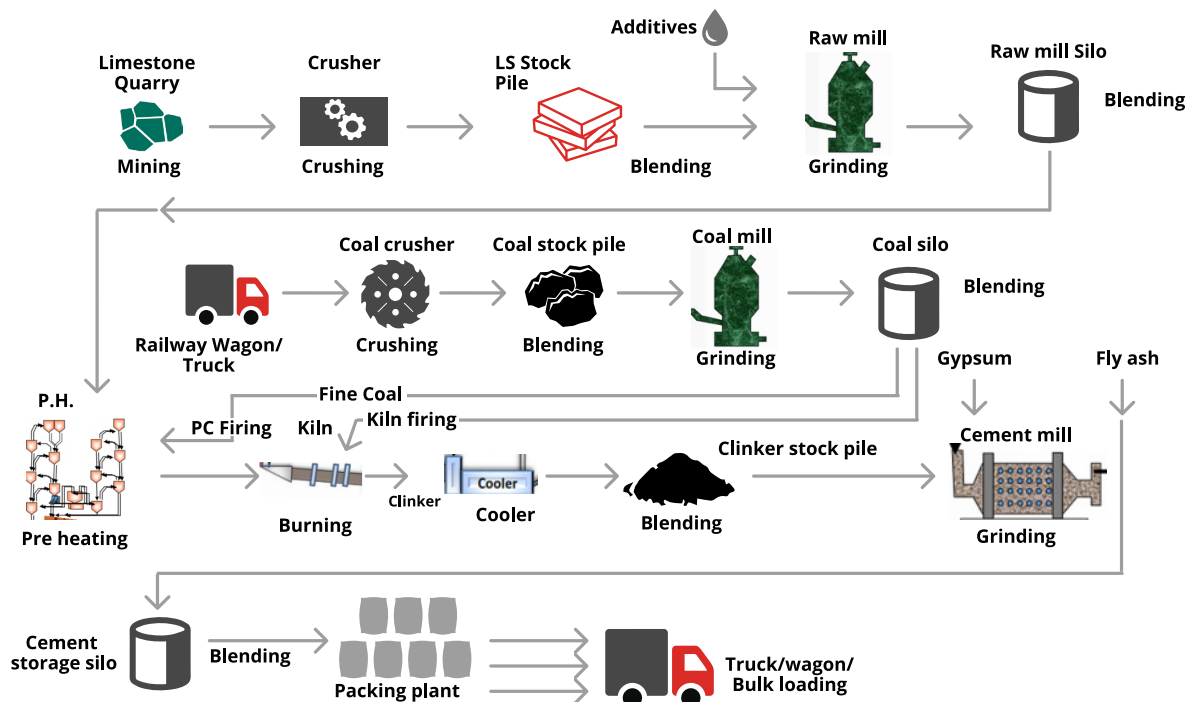 Additives
Raw mill
Limestone
Quarry
Crusher
LS Stock
Pile
Raw mill Silo
Blending
Mining
Crushing
Blending
Grinding
Coal crusher
Coal stock pile
Coal mill
Coal silo
Blending
Railway Wagon/
Truck
Crushing
Blending
Grinding
Gypsum
Fly ash
P.H.
Fine Coal
PC Firing
Kiln
Kiln firing
Cement mill
Clinker stock pile
Clinker
Cooler
Cooler
Burning
Blending
Pre heating
Grinding
Cement
storage silo
Blending
Packing plant
Truck/wagon/
Bulk loading